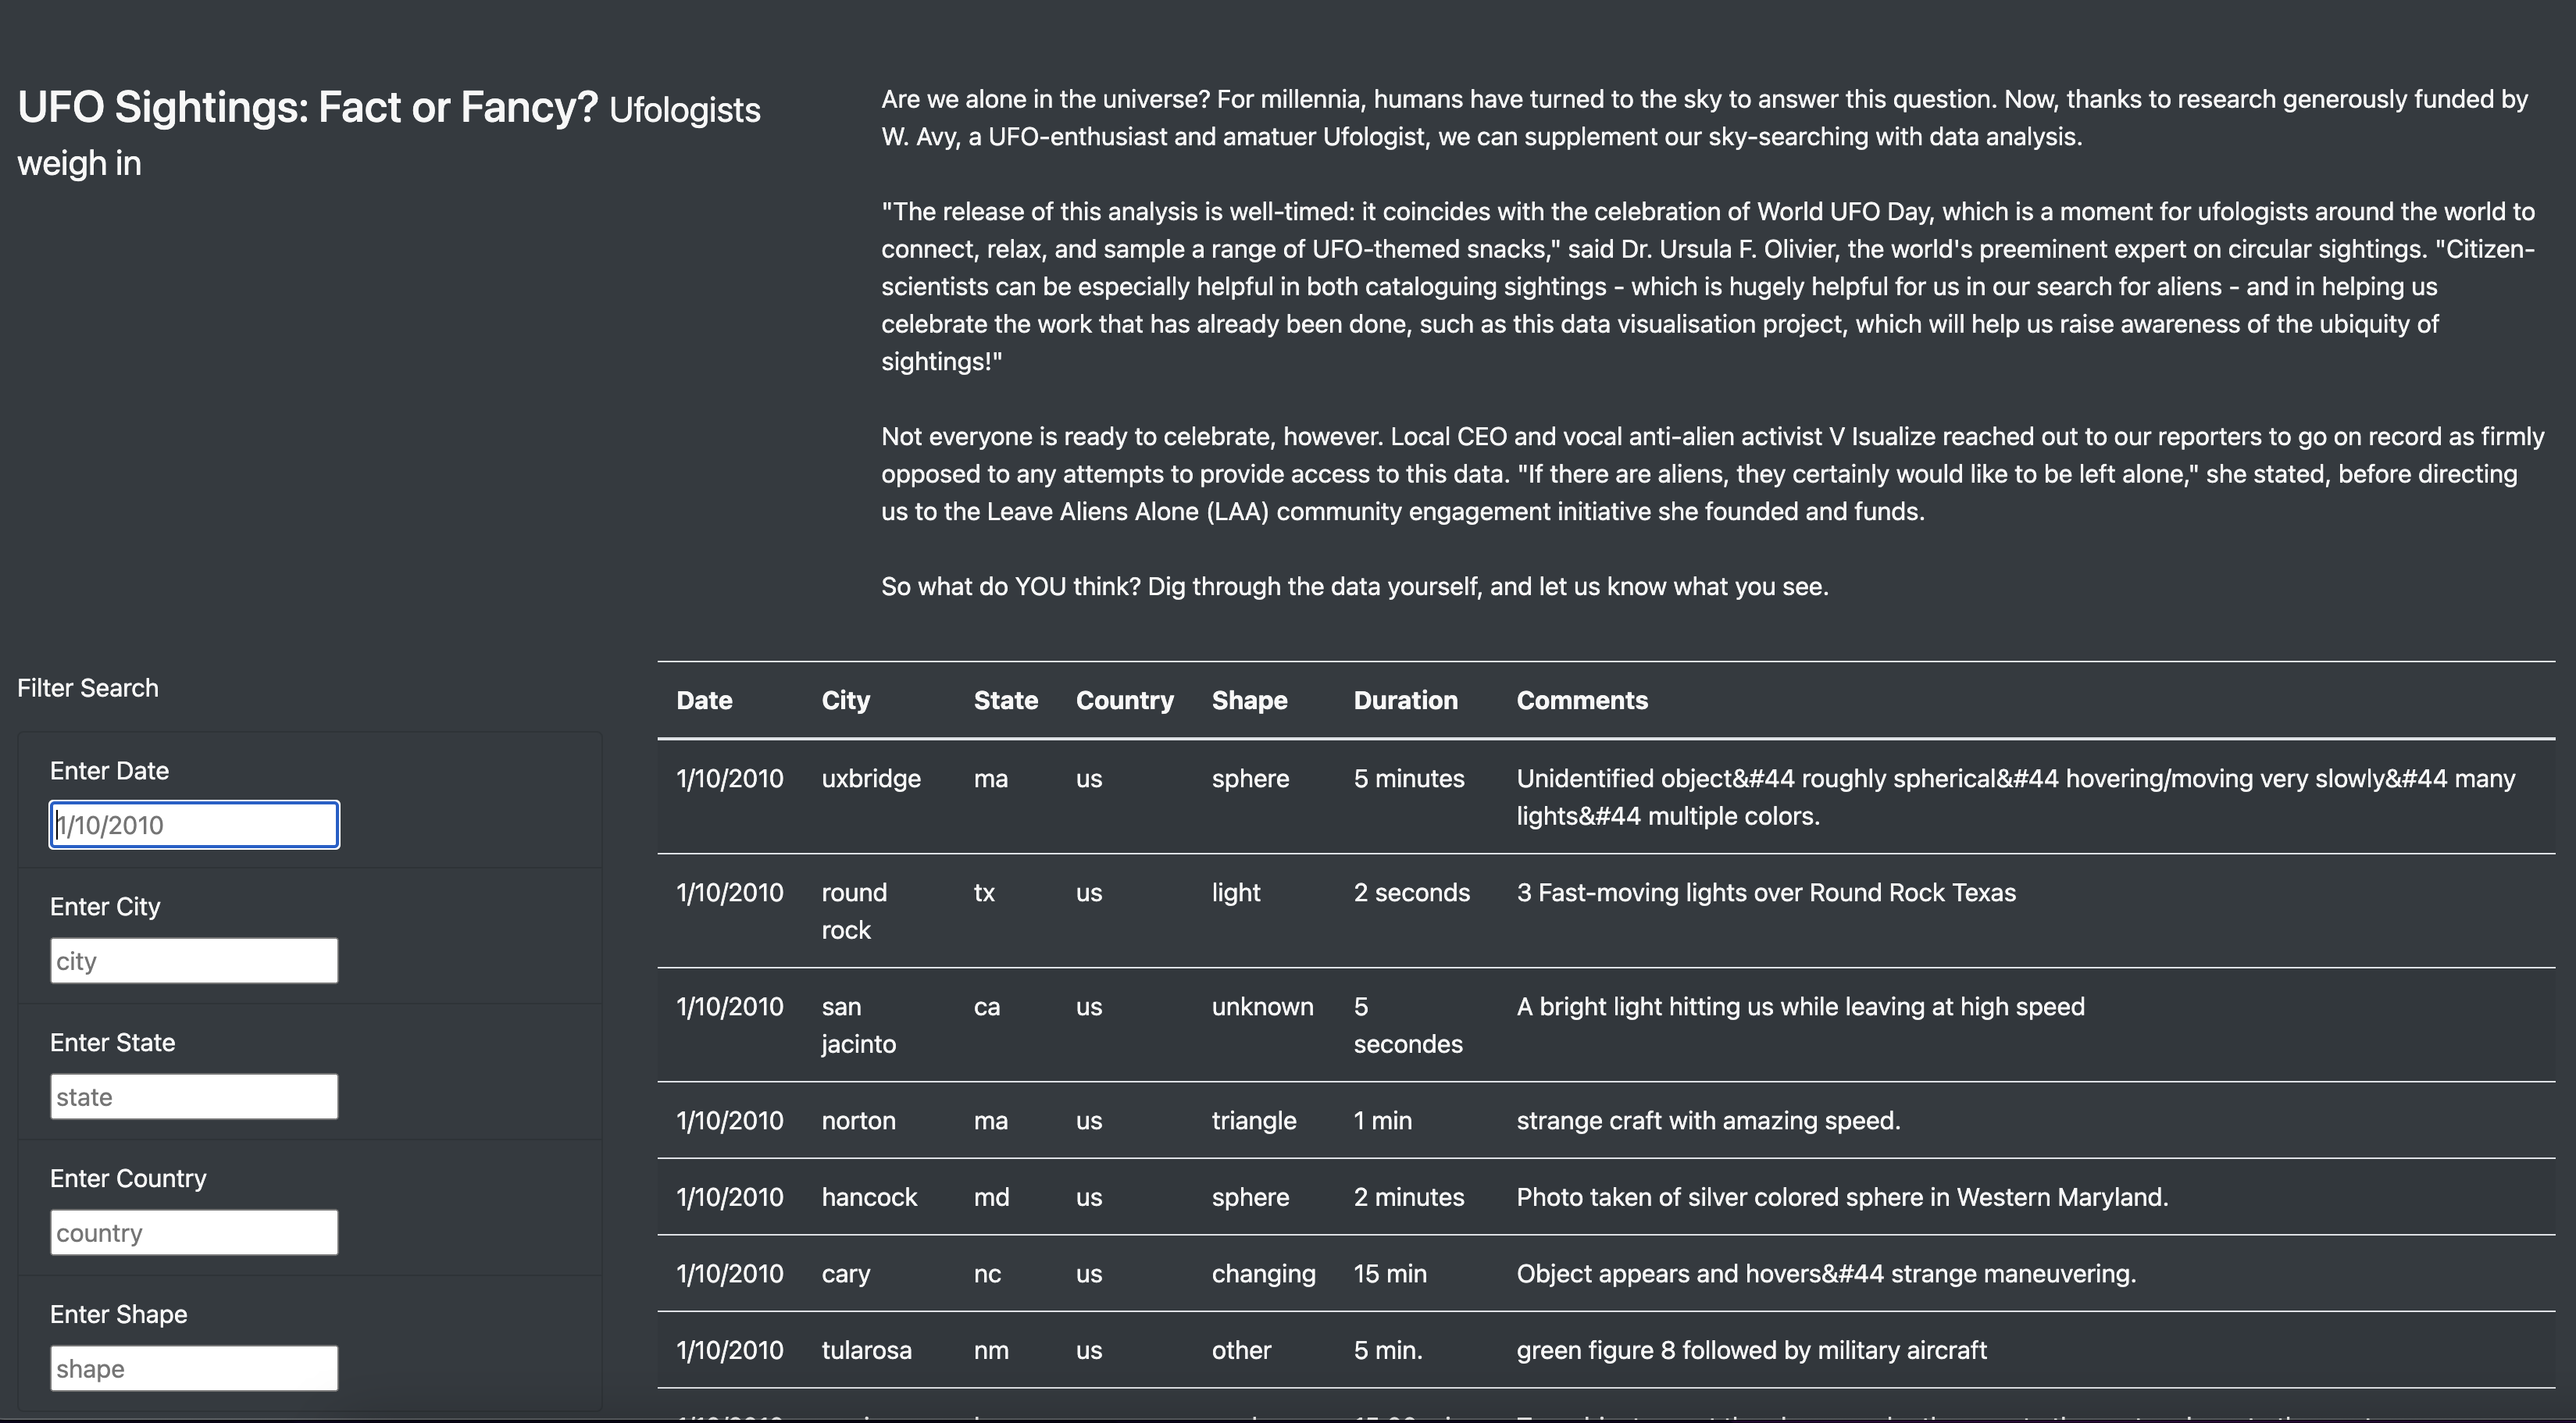 UFO Sightings: Fact or Fancy? Ufologists
weigh in
Are we alone in the universe? For millennia, humans have turned to the sky to answer this question. Now, thanks to research generously funded by
W. Avy, a UFO-enthusiast and amatuer Ufologist, we can supplement our sky-searching with data analysis.
"The release of this analysis is well-timed: it coincides with the celebration of World UFO Day, which is a moment for ufologists around the world to
connect, relax, and sample a range of UFO-themed snacks," said Dr. Ursula F. Olivier, the world's preeminent expert on circular sightings. "Citizen-
scientists can be especially helpful in both cataloguing sightings - which is hugely helpful for us in our search for aliens - and in helping us
celebrate the work that has already been done, such as this data visualisation project, which will help us raise awareness of the ubiquity of
sightings!"
Not everyone is ready to celebrate, however. Local CEO and vocal anti-alien activist V Isualize reached out to our reporters to go on record as firmly
opposed to any attempts to provide access to this data. "If there are aliens, they certainly would like to be left alone," she stated, before directing
us to the Leave Aliens Alone (LAA) community engagement initiative she founded and funds.
So what do YOU think? Dig through the data yourself, and let us know what you see.
Filter Search
Enter Date
1/10/2010
Enter City
city
Enter State
state
Enter Country
country
Enter Shape
shape
Date City State Country Shape Duration Comments
1/10/2010 uxbridge ma us sphere 5 minutes Unidentified object&#44 roughly spherical&#44 hovering/moving very slowly&#44 many
lights&#44 multiple colors.
1/10/2010 round tx us light 2 seconds 3 Fast-moving lights over Round Rock Texas
rock
1/10/2010 san ca us unknown 5 A bright light hitting us while leaving at high speed
jacinto secondes
1/10/2010 norton ma us triangle 1 min strange craft with amazing speed.
1/10/2010 hancock md us sphere 2 minutes Photo taken of silver colored sphere in Western Maryland.
1/10/2010 cary nc us changing 15 min Object appears and hovers&#44 strange maneuvering.
1/10/2010 tularosa nm us other 5 min. green figure 8 followed by military aircraft